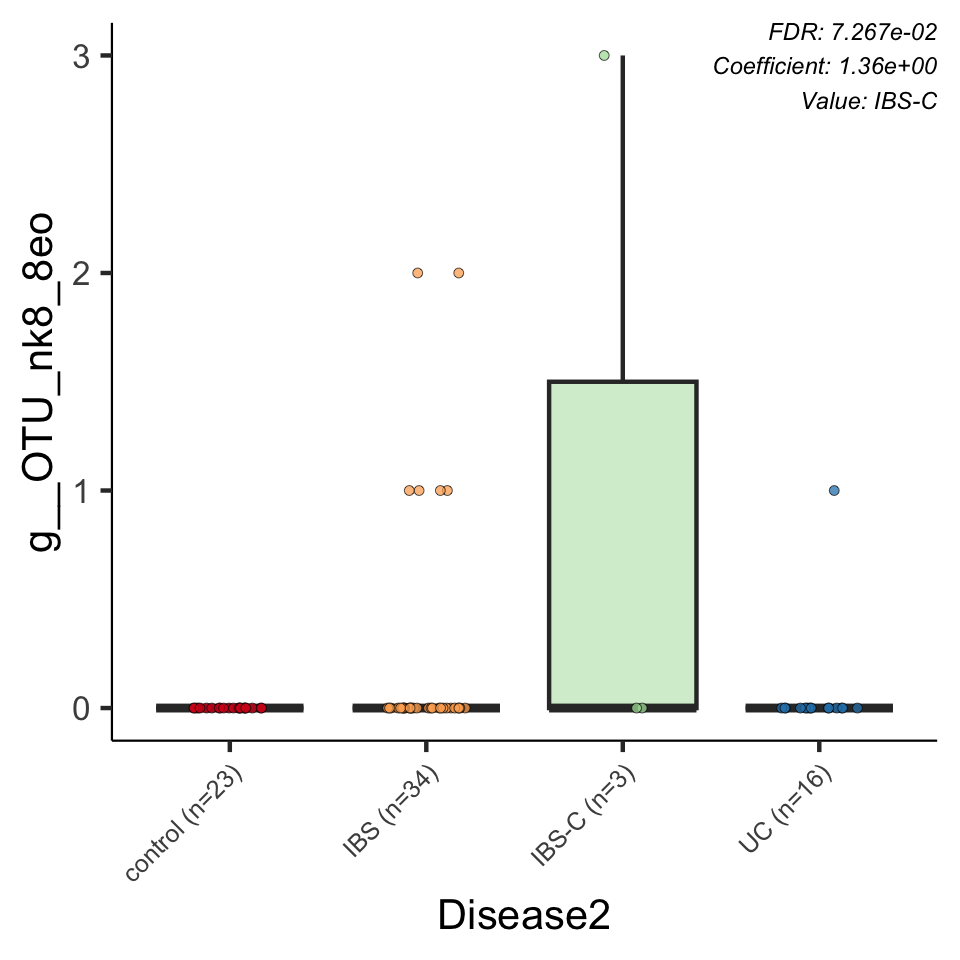 FDR: 7.267e-02
Coefficient: 1.36e+00
Value: IBS-C
g__OTU_nk8_8eo
3
2
1
0
control (n=23)
IBS (n=34)
IBS-C (n=3)
UC (n=16)
Disease2